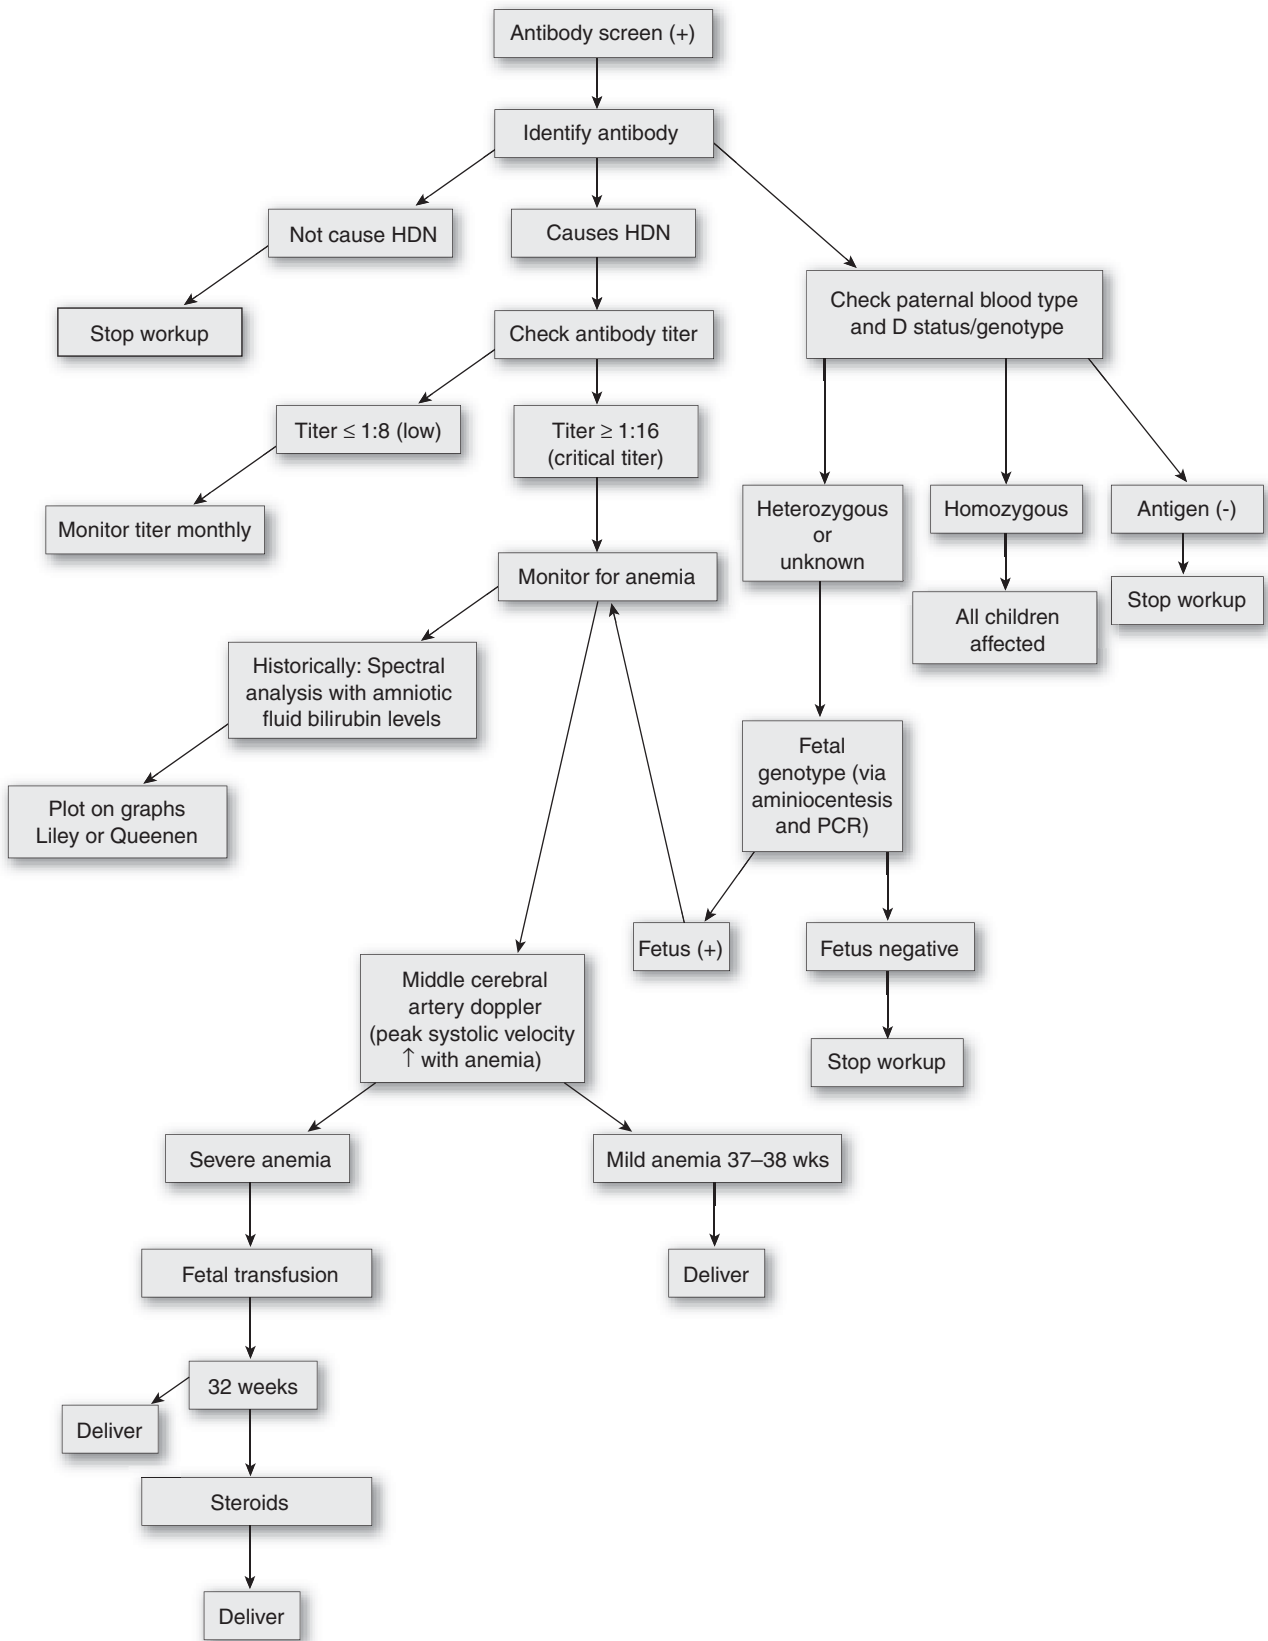 Antibody screen (+)
Identify antibody
Not cause HDN
Causes HDN
Check paternal blood type
and D status/genotype
Stop workup
Check antibody titer
Titer ≤ 1:8 (low)
Titer ≥ 1:16
(critical titer)
Monitor titer monthly
Heterozygous
or
unknown
Homozygous
Antigen (-)
Monitor for anemia
All children
affected
Stop workup
Historically: Spectral
analysis with amniotic
fluid bilirubin levels
Plot on graphs
Liley or Queenen
Fetal
genotype (via
aminiocentesis
and PCR)
Fetus (+)
Fetus negative
Middle cerebral
artery doppler
(peak systolic velocity
↑ with anemia)
Stop workup
Severe anemia
Mild anemia 37–38 wks
Fetal transfusion
Deliver
32 weeks
Deliver
Steroids
Deliver